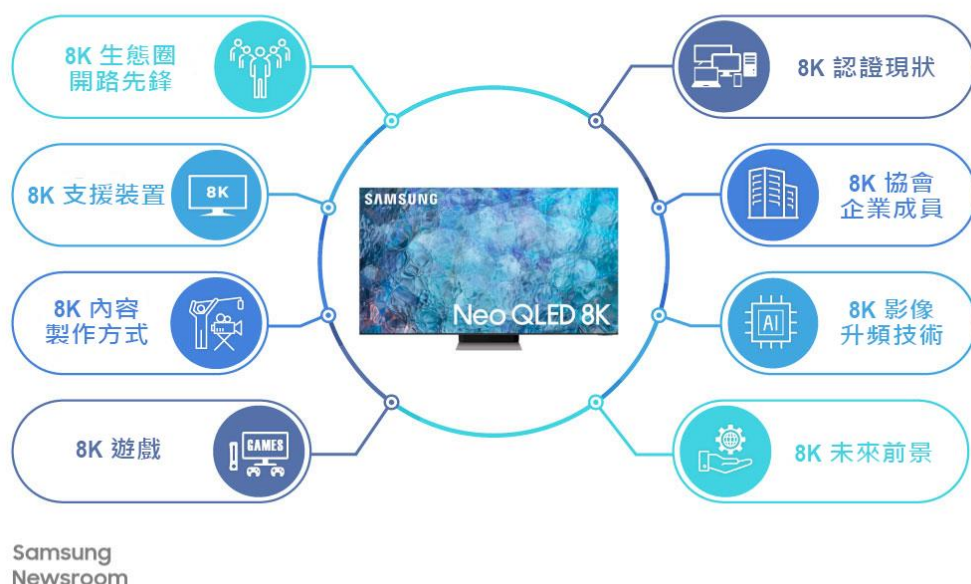 8K 生態圈
開路先鋒
8K 支援裝置
8K
8K 內容
製作方式
8K 遊戲
GAMES
SAMSUNG
Neo QLED 8K
8K 認證現狀
8K 協會
企業成員
8K 影像
升頻技術
AI
8K 未來前景
Samsung
Newsroom